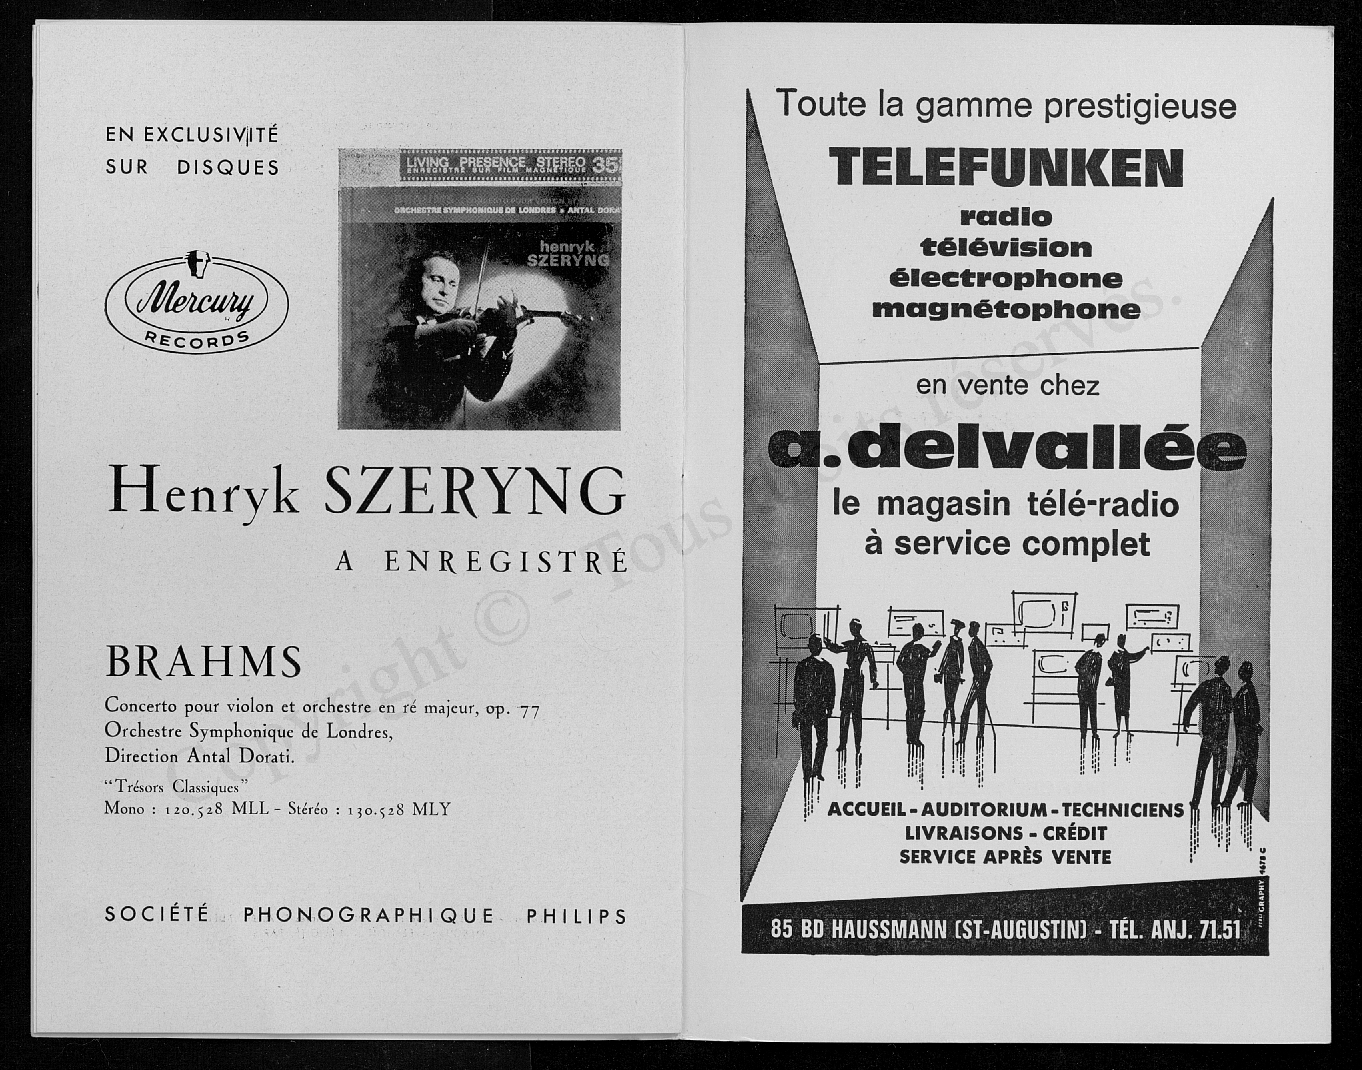 EN EXCLUSIVITÉ
SUR DISQUES
Mercury
RECORDS
LIVING PRESENCE STEREO 35
ENREGISTRÉ SUR FILM MAGNÉTIQUE
ORCHESTRE SYMPHONIQUE DE LONDRES • ANTAL DORA
henryk
SZERYNG
Henryk SZERYNG
A ENREGISTRÉ
BRAHMS
Concerto pour violon et orchestre en ré majeur, op. 77
Orchestre Symphonique de Londres,
Direction Antal Dorati.
“Trésors Classiques”
Mono : 120.528 MLL - Stéréo : 130.528 MLY
SOCIÉTÉ PHONOGRAPHIQUE PHILIPS
Toute la gamme prestigieuse
TELEFUNKEN
radio
télévision
électrophone
magnétophone
en vente chez
a.delvallée
le magasin télé-radio
à service complet
ACCUEIL - AUDITORIUM - TECHNICIENS
LIVRAISONS - CRÉDIT
SERVICE APRÈS VENTE
GRAPHY 4678 G
85 BD HAUSSMANN (ST-AUGUSTIN) - TÉL. ANJ. 71.51
Copyright © - Tous droits réservés.